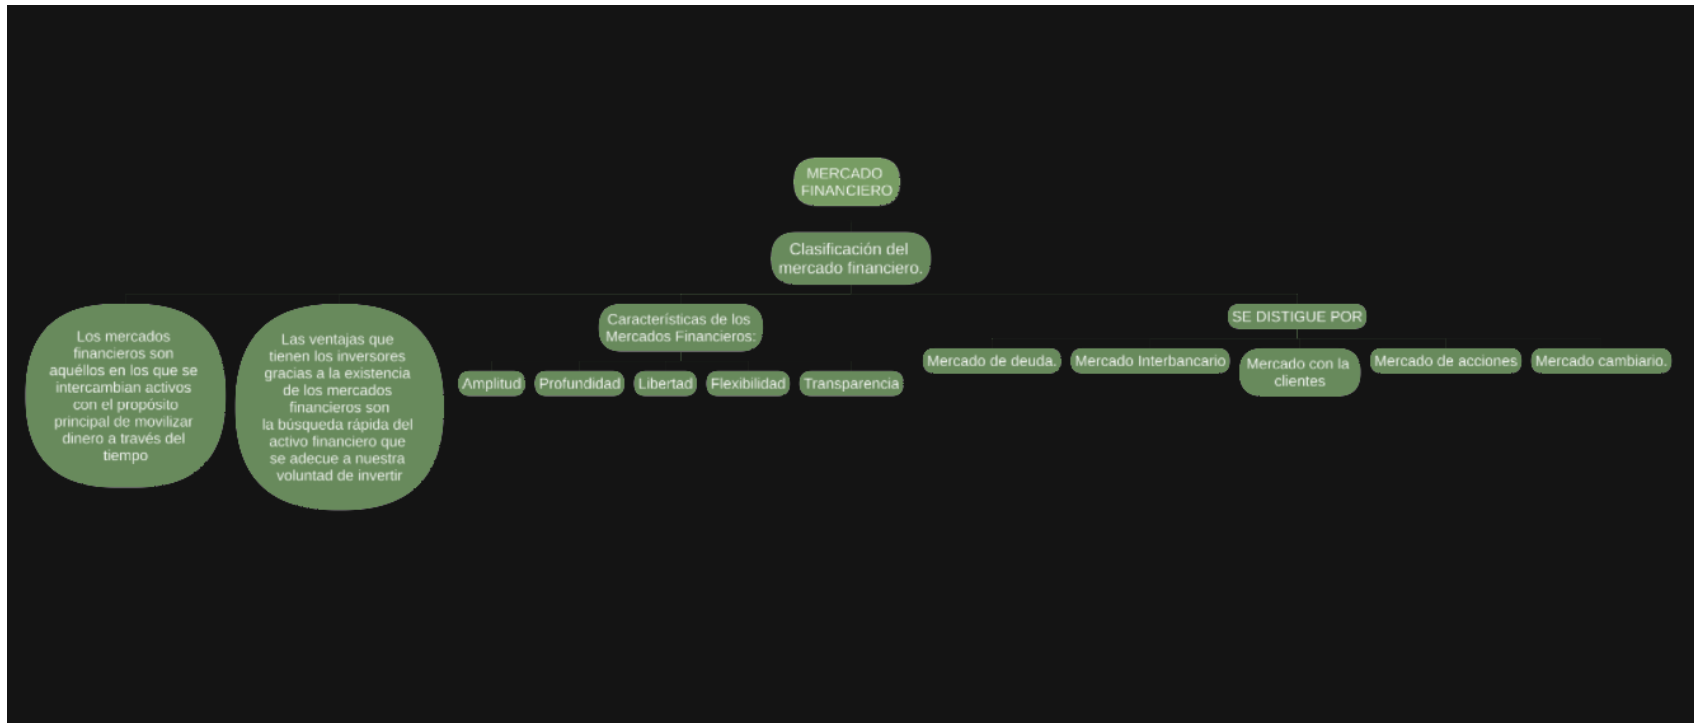 MERCADO
FINANCIERO
Clasificación del
mercado financiero.
Los mercados
financieros son
aquéllos en los que se
intercambian activos
con el propósito
principal de movilizar
dinero a través del
tiempo
Las ventajas que
tienen los inversores
gracias a la existencia
de los mercados
financieros son
la búsqueda rápida del
activo financiero que
se adecue a nuestra
voluntad de invertir
Características de los
Mercados Financieros:
Amplitud
Profundidad
Libertad
Flexibilidad
Transparencia
SE DISTIGUE POR
Mercado de deuda.
Mercado Interbancario
Mercado con la
clientes
Mercado de acciones
Mercado cambiario.